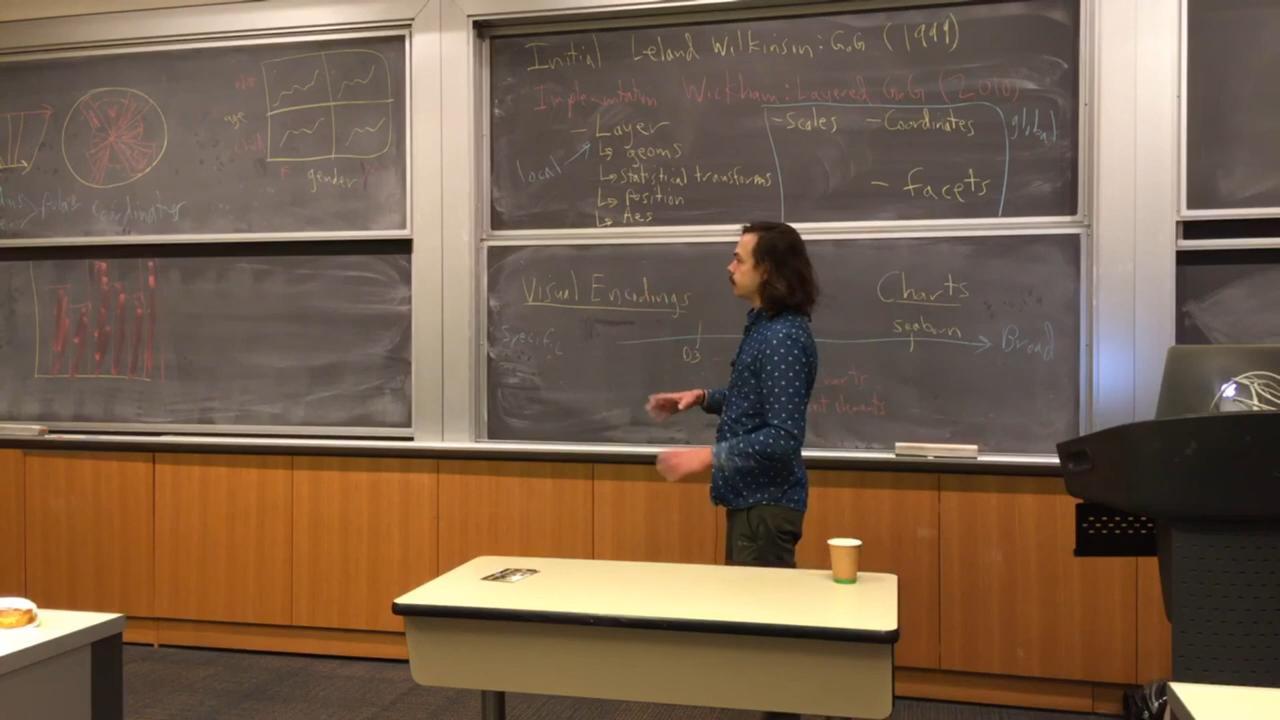 age
F
gender
polar coordinates
Initial Leland Wilkinson: GoG (1999)
Implementation Wickham: Layered GoG (2010)
- Layer
↳ geoms
↳ statistical transforms
↳ position
↳ Aes
local
- Scales - Coordinates
- facets
global
Visual Encodings
Charts
Specific
D3
seaborn
Broad
elements